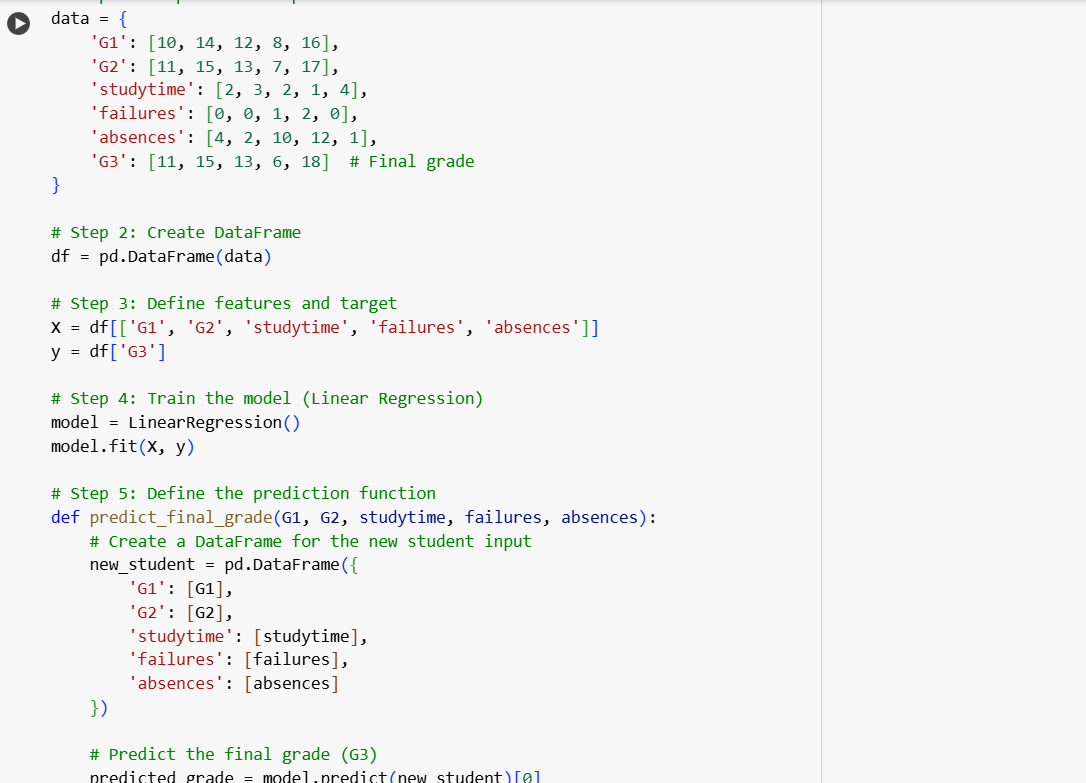 data = {
    'G1': [10, 14, 12, 8, 16],
    'G2': [11, 15, 13, 7, 17],
    'studytime': [2, 3, 2, 1, 4],
    'failures': [0, 0, 1, 2, 0],
    'absences': [4, 2, 10, 12, 1],
    'G3': [11, 15, 13, 6, 18]  # Final grade
}
# Step 2: Create DataFrame
df = pd.DataFrame(data)
# Step 3: Define features and target
X = df[['G1', 'G2', 'studytime', 'failures', 'absences']]
y = df['G3']
# Step 4: Train the model (Linear Regression)
model = LinearRegression()
model.fit(X, y)
# Step 5: Define the prediction function
def predict_final_grade(G1, G2, studytime, failures, absences):
    # Create a DataFrame for the new student input
    new_student = pd.DataFrame({
        'G1': [G1],
        'G2': [G2],
        'studytime': [studytime],
        'failures': [failures],
        'absences': [absences]
    })
    # Predict the final grade (G3)
    predicted_grade = model.predict(new_student)[0]